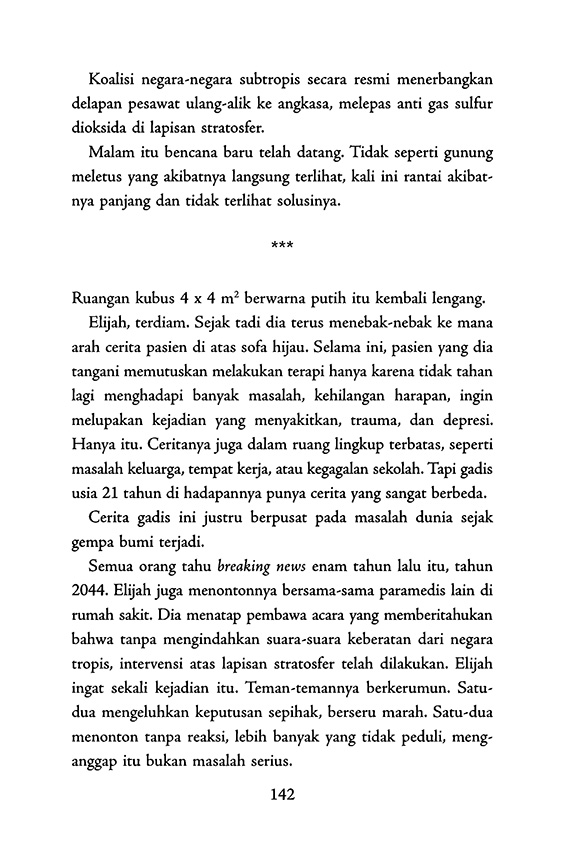 Koalisi negara-negara subtropis secara resmi menerbangkan
delapan pesawat ulang-alik ke angkasa, melepas anti gas sulfur
dioksida di lapisan stratosfer.
Malam itu bencana baru telah datang. Tidak seperti gunung
meletus yang akibatnya langsung terlihat, kali ini rantai akibat-
nya panjang dan tidak terlihat solusinya.
***
Ruangan kubus 4 x 4 m² berwarna putih itu kembali lengang.
Elijah, terdiam. Sejak tadi dia terus menebak-nebak ke mana
arah cerita pasien di atas sofa hijau. Selama ini, pasien yang dia
tangani memutuskan melakukan terapi hanya karena tidak tahan
lagi menghadapi banyak masalah, kehilangan harapan, ingin
melupakan kejadian yang menyakitkan, trauma, dan depresi.
Hanya itu. Ceritanya juga dalam ruang lingkup terbatas, seperti
masalah keluarga, tempat kerja, atau kegagalan sekolah. Tapi gadis
usia 21 tahun di hadapannya punya cerita yang sangat berbeda.
Cerita gadis ini justru berpusat pada masalah dunia sejak
gempa bumi terjadi.
Semua orang tahu breaking news enam tahun lalu itu, tahun
2044. Elijah juga menontonnya bersama-sama paramedis lain di
rumah sakit. Dia menatap pembawa acara yang memberitahukan
bahwa tanpa mengindahkan suara-suara keberatan dari negara
tropis, intervensi atas lapisan stratosfer telah dilakukan. Elijah
ingat sekali kejadian itu. Teman-temannya berkerumun. Satu-
dua mengeluhkan keputusan sepihak, berseru marah. Satu-dua
menonton tanpa reaksi, lebih banyak yang tidak peduli, meng-
anggap itu bukan masalah serius.
142